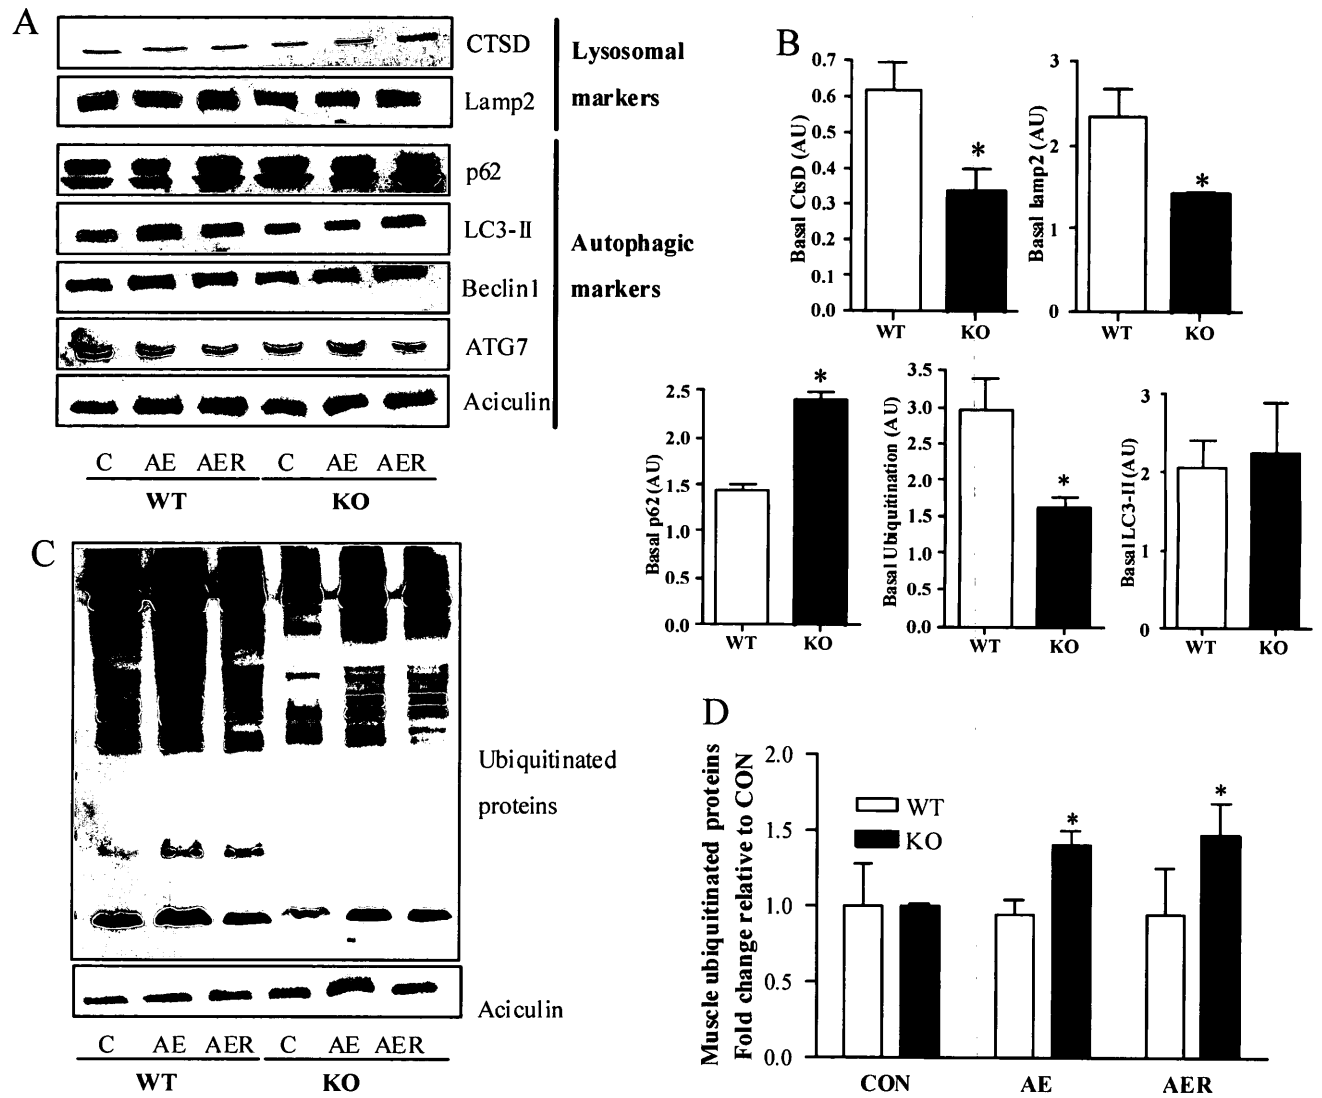 A
CTSD
Lamp2
Lysosomal
markers
p62
LC3-II
Beclin1
ATG7
Aciculin
Autophagic
markers
C AE AER C AE AER
WT KO
B
Basal CtsD (AU)
0.7
0.6
0.5
0.4
0.3
0.2
0.1
0.0
*
WT KO
Basal lamp2 (AU)
3
2
1
0
*
WT KO
Basal p62 (AU)
2.5
2.0
1.5
1.0
0.5
0.0
*
WT KO
Basal Ubiquitination (AU)
3.5
3.0
2.5
2.0
1.5
1.0
0.5
0.0
*
WT KO
Basal LC3-II (AU)
3
2
1
0
WT KO
C
Ubiquitinated
proteins
Aciculin
C AE AER C AE AER
WT KO
D
Muscle ubiquitinated proteins
Fold change relative to CON
2.0
1.5
1.0
0.5
0.0
WT
KO
* *
CON AE AER